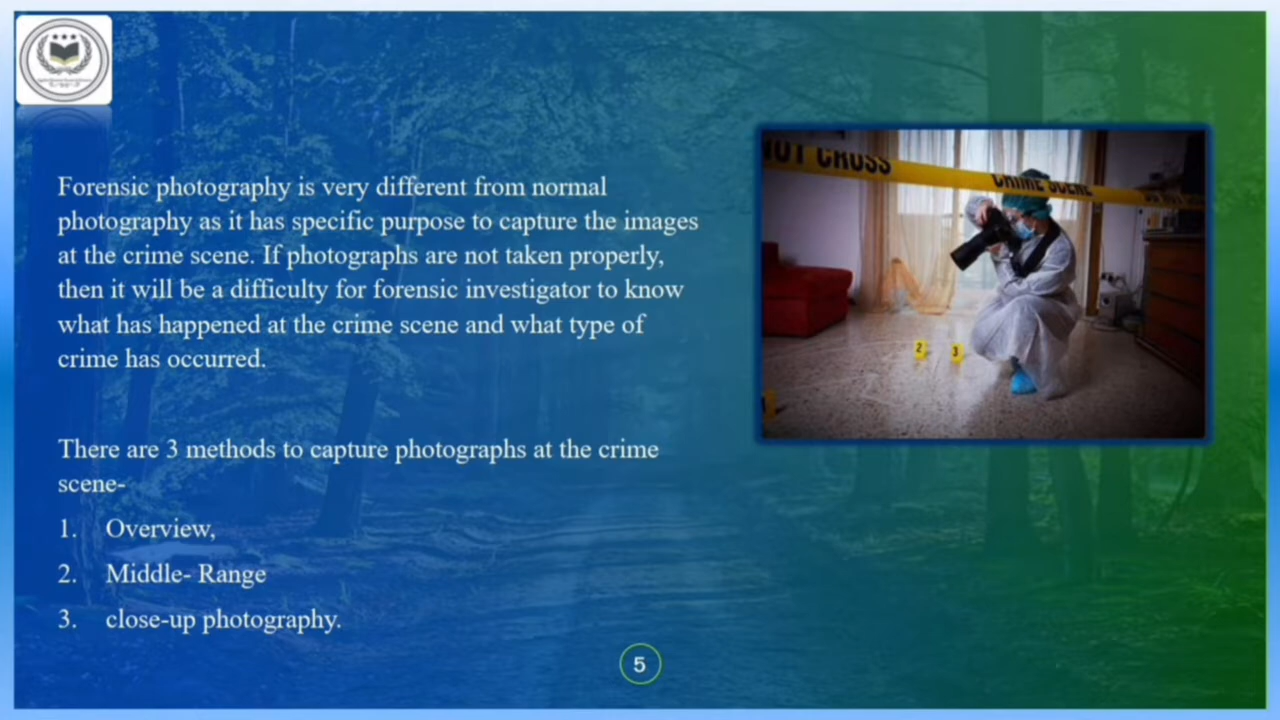 Forensic photography is very different from normal
photography as it has specific purpose to capture the images
at the crime scene. If photographs are not taken properly,
then it will be a difficulty for forensic investigator to know
what has happened at the crime scene and what type of
crime has occurred.
There are 3 methods to capture photographs at the crime
scene-
1. Overview,
2. Middle- Range
3. close-up photography.
CROSS
CRIME SCENE
2
3
5